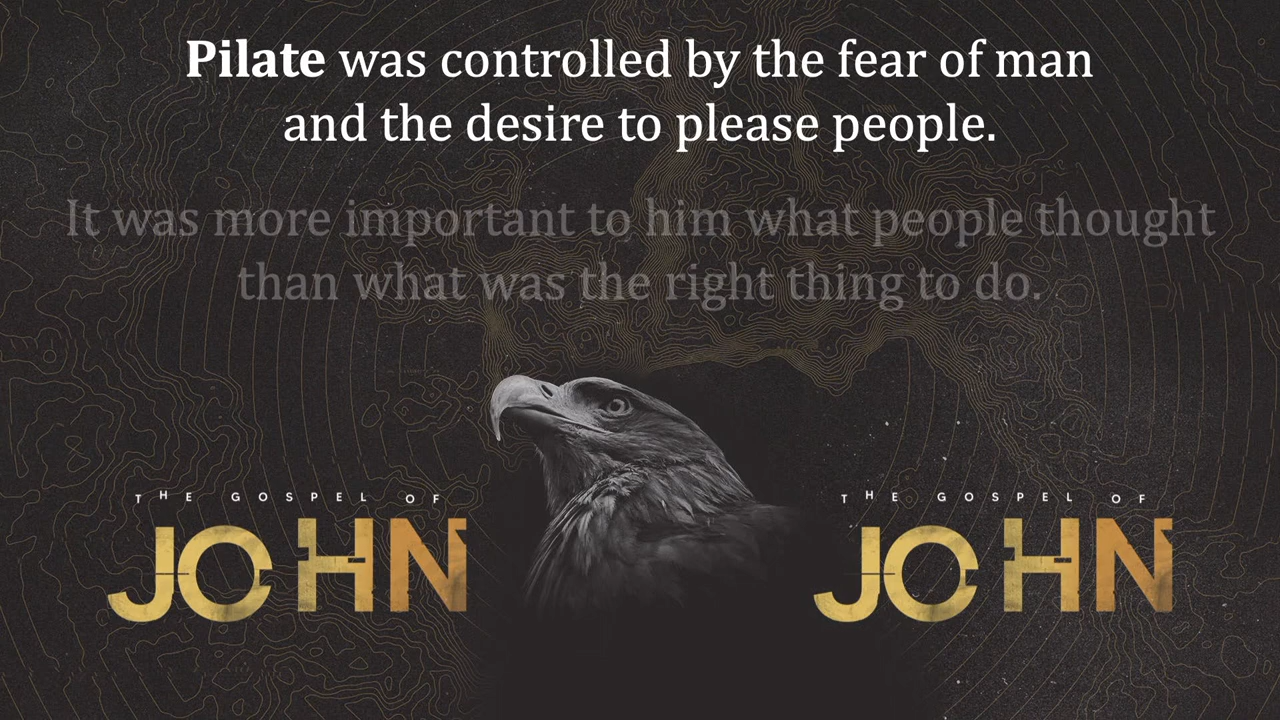 Pilate was controlled by the fear of man
and the desire to please people.
It was more important to him what people thought
than what was the right thing to do.
THE GOSPEL OF
JOHN
THE GOSPEL OF
JOHN